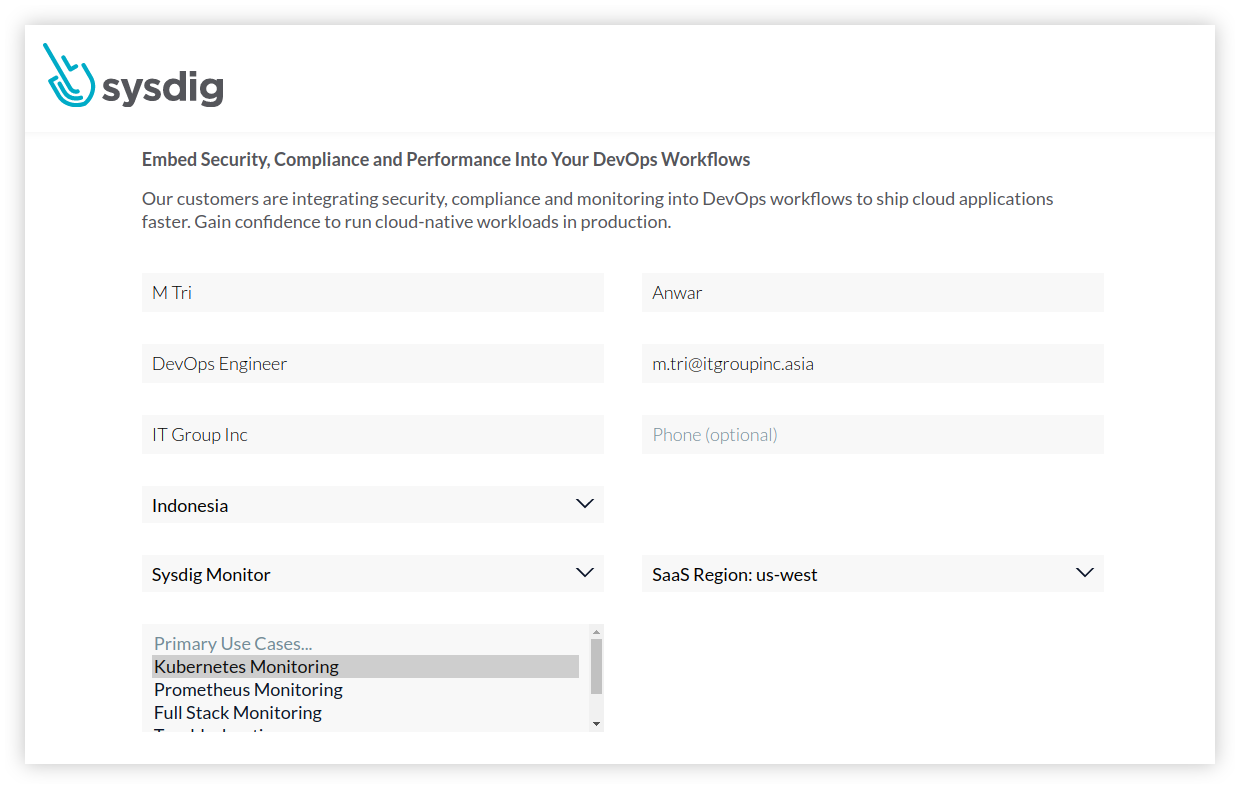 sysdig
Embed Security, Compliance and Performance Into Your DevOps Workflows
Our customers are integrating security, compliance and monitoring into DevOps workflows to ship cloud applications
faster. Gain confidence to run cloud-native workloads in production.
M Tri
Anwar
DevOps Engineer
m.tri@itgroupinc.asia
IT Group Inc
Phone (optional)
Indonesia
Sysdig Monitor
SaaS Region: us-west
Primary Use Cases...
Kubernetes Monitoring
Prometheus Monitoring
Full Stack Monitoring